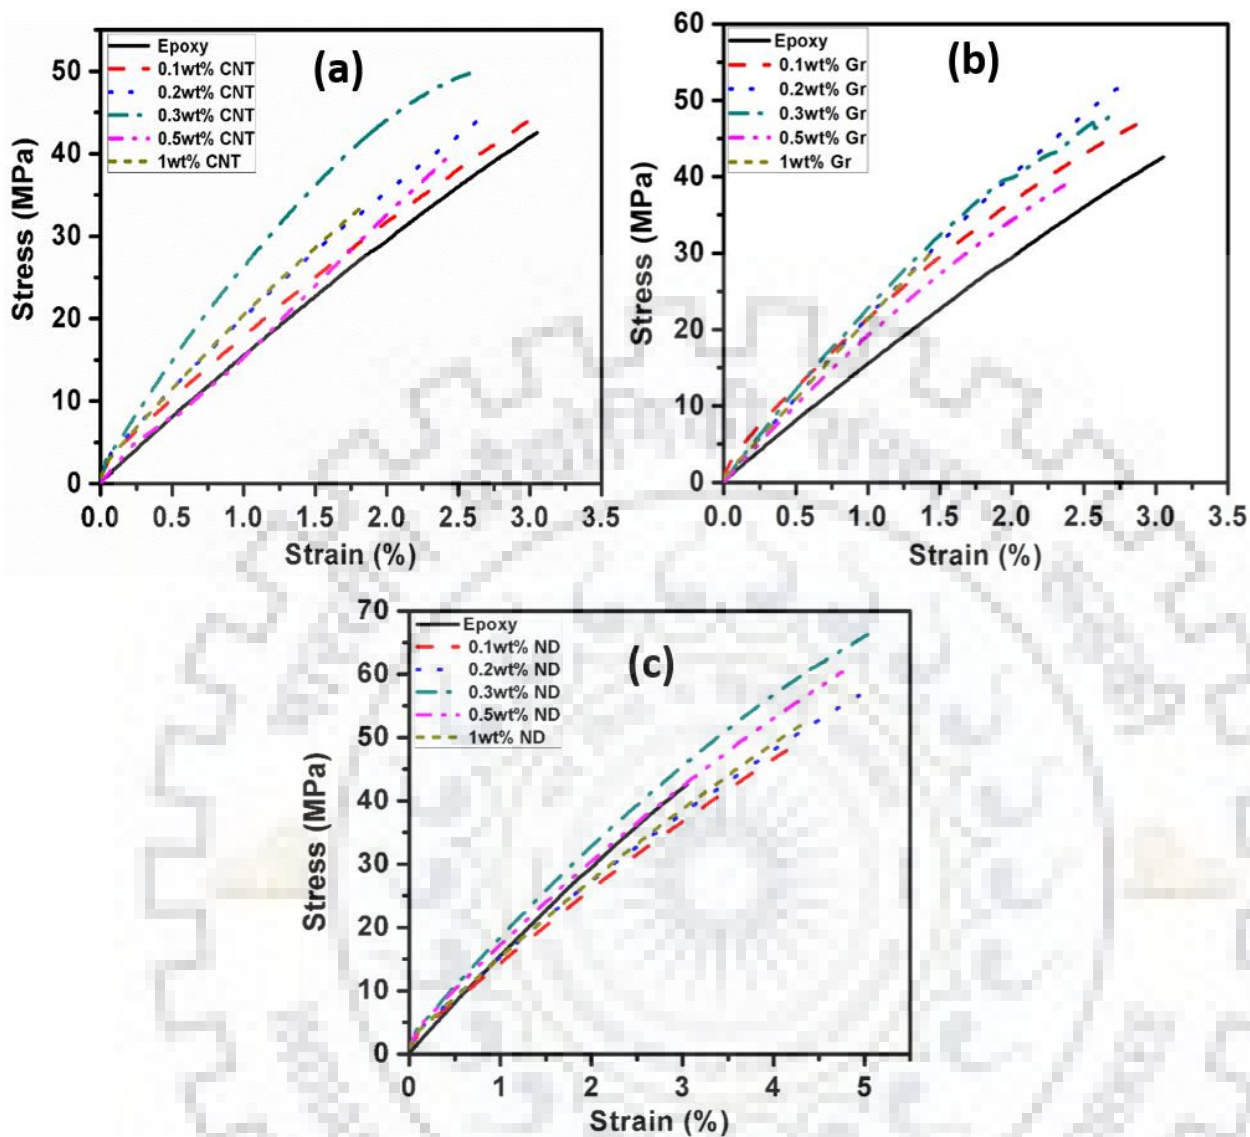 (a)
Epoxy
0.1wt% CNT
0.2wt% CNT
0.3wt% CNT
0.5wt% CNT
1wt% CNT
Stress (MPa)
50
40
30
20
10
0
0.0 0.5 1.0 1.5 2.0 2.5 3.0 3.5
Strain (%)
(b)
Epoxy
0.1wt% Gr
0.2wt% Gr
0.3wt% Gr
0.5wt% Gr
1wt% Gr
Stress (MPa)
60
50
40
30
20
10
0
0.0 0.5 1.0 1.5 2.0 2.5 3.0 3.5
Strain (%)
(c)
Epoxy
0.1wt% ND
0.2wt% ND
0.3wt% ND
0.5wt% ND
1wt% ND
Stress (MPa)
70
60
50
40
30
20
10
0
0 1 2 3 4 5
Strain (%)